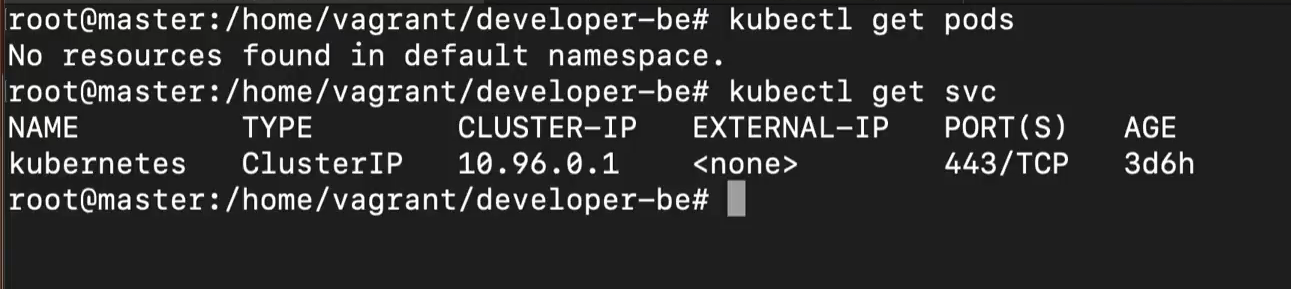 root@master:/home/vagrant/developer-be# kubectl get pods
No resources found in default namespace.
root@master:/home/vagrant/developer-be# kubectl get svc
NAME TYPE CLUSTER-IP EXTERNAL-IP PORT(S) AGE
kubernetes ClusterIP 10.96.0.1 <none> 443/TCP 3d6h
root@master:/home/vagrant/developer-be#